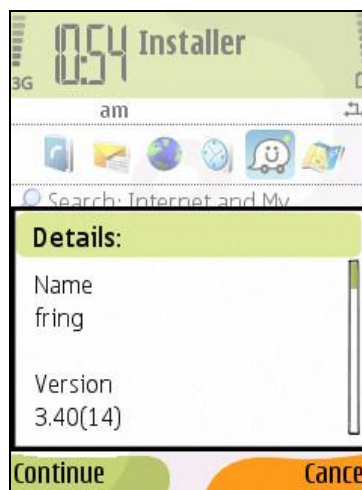 10:54 Installer
3G
am
Search: Internet and My
Details:
Name
fring
Version
3.40(14)
Continue Cance